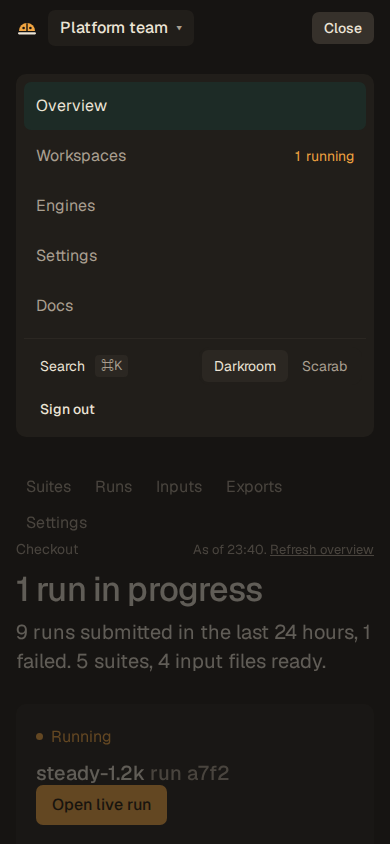 Platform team
Close
Overview
Workspaces 1 running
Engines
Settings
Docs
Search ⌘K Darkroom Scarab
Sign out
Suites Runs Inputs Exports
Settings
Checkout As of 23:40. Refresh overview
1 run in progress
9 runs submitted in the last 24 hours, 1
failed. 5 suites, 4 input files ready.
Running
steady-1.2k run a7f2
Open live run